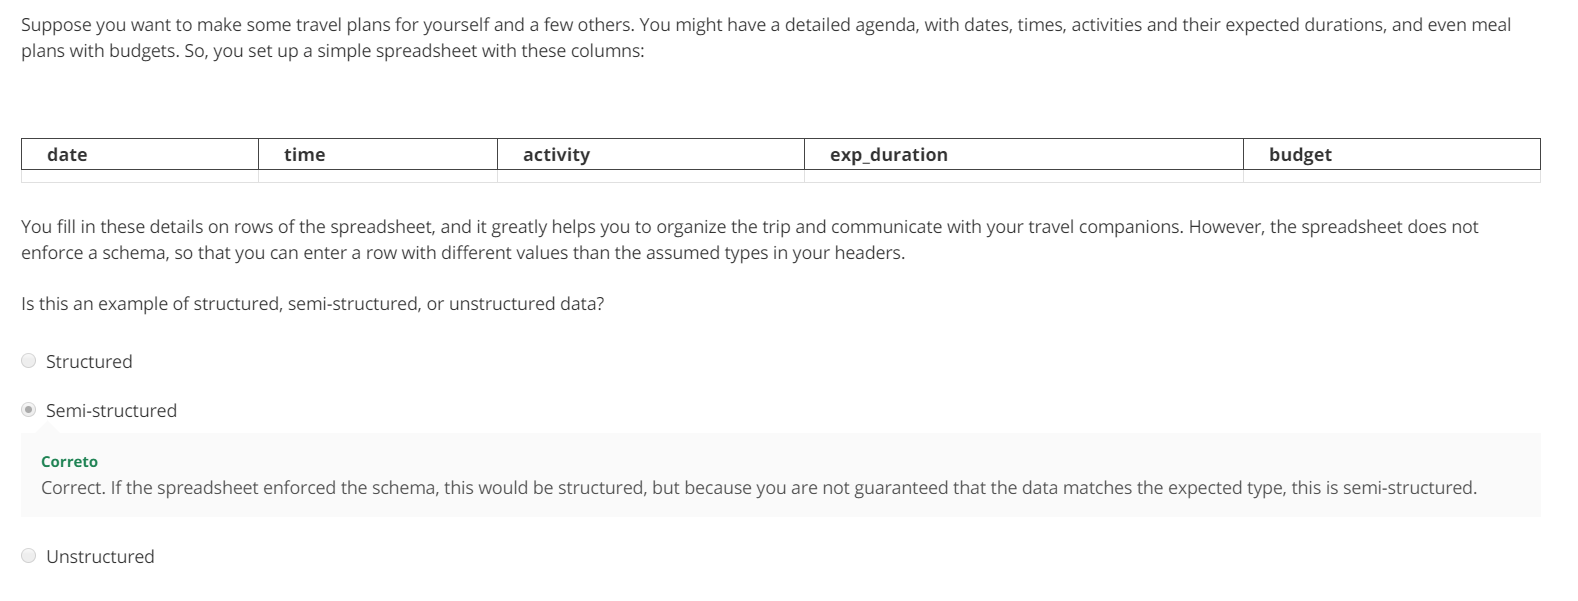 Suppose you want to make some travel plans for yourself and a few others. You might have a detailed agenda, with dates, times, activities and their expected durations, and even meal
plans with budgets. So, you set up a simple spreadsheet with these columns:
date time activity exp_duration budget
You fill in these details on rows of the spreadsheet, and it greatly helps you to organize the trip and communicate with your travel companions. However, the spreadsheet does not
enforce a schema, so that you can enter a row with different values than the assumed types in your headers.
Is this an example of structured, semi-structured, or unstructured data?
Structured
Semi-structured
Correto
Correct. If the spreadsheet enforced the schema, this would be structured, but because you are not guaranteed that the data matches the expected type, this is semi-structured.
Unstructured